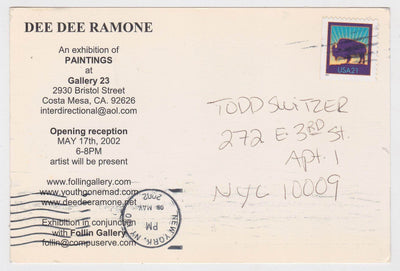 DEE DEE RAMONE
An exhibition of
PAINTINGS
at
Gallery 23
2930 Bristol Street
Costa Mesa, CA. 92626
interdirectional@aol.com
Opening reception
MAY 17th, 2002
6-8PM
artist will be present
www.follingallery.com
www.youthgonemad.com
www.deedeeramone.net
Exhibition in conjunction
with Follin Gallery
follin@compuserve.com
USA21
TODD SWITZER
272 E. 3RD St.
Apt. 1
NYC 10009
NEW YORK, NY
PM
MAY
2002